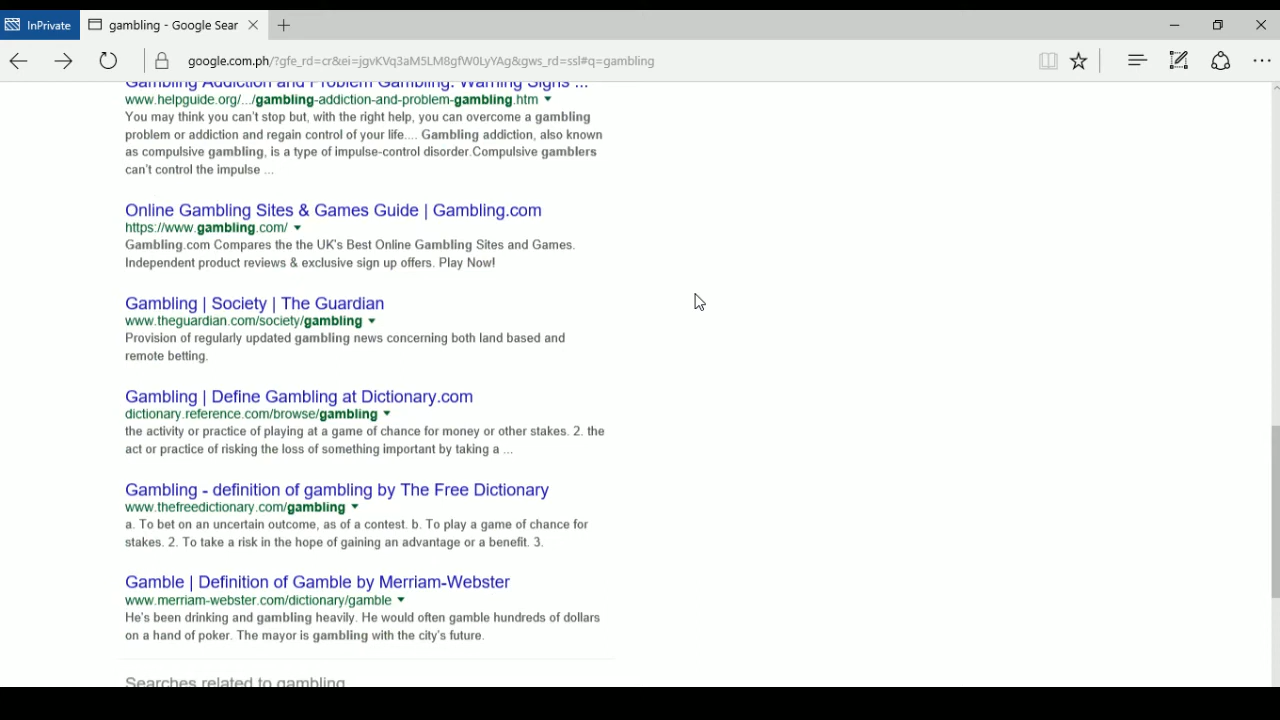 InPrivate
gambling - Google Sear
google.com.ph/?gfe_rd=cr&ei=jgvKVq3aM5LM8gfW0LyYAg&gws_rd=ssl#q=gambling
Gambling Addiction and Problem Gambling: Warning Signs ...
www.helpguide.org/.../gambling-addiction-and-problem-gambling.htm
You may think you can't stop but, with the right help, you can overcome a gambling
problem or addiction and regain control of your life.... Gambling addiction, also known
as compulsive gambling, is a type of impulse-control disorder.Compulsive gamblers
can't control the impulse ...
Online Gambling Sites & Games Guide | Gambling.com
https://www.gambling.com/
Gambling.com Compares the the UK's Best Online Gambling Sites and Games.
Independent product reviews & exclusive sign up offers. Play Now!
Gambling | Society | The Guardian
www.theguardian.com/society/gambling
Provision of regularly updated gambling news concerning both land based and
remote betting.
Gambling | Define Gambling at Dictionary.com
dictionary.reference.com/browse/gambling
the activity or practice of playing at a game of chance for money or other stakes. 2. the
act or practice of risking the loss of something important by taking a ...
Gambling - definition of gambling by The Free Dictionary
www.thefreedictionary.com/gambling
a. To bet on an uncertain outcome, as of a contest. b. To play a game of chance for
stakes. 2. To take a risk in the hope of gaining an advantage or a benefit. 3.
Gamble | Definition of Gamble by Merriam-Webster
www.merriam-webster.com/dictionary/gamble
He's been drinking and gambling heavily. He would often gamble hundreds of dollars
on a hand of poker. The mayor is gambling with the city's future.
Searches related to gambling